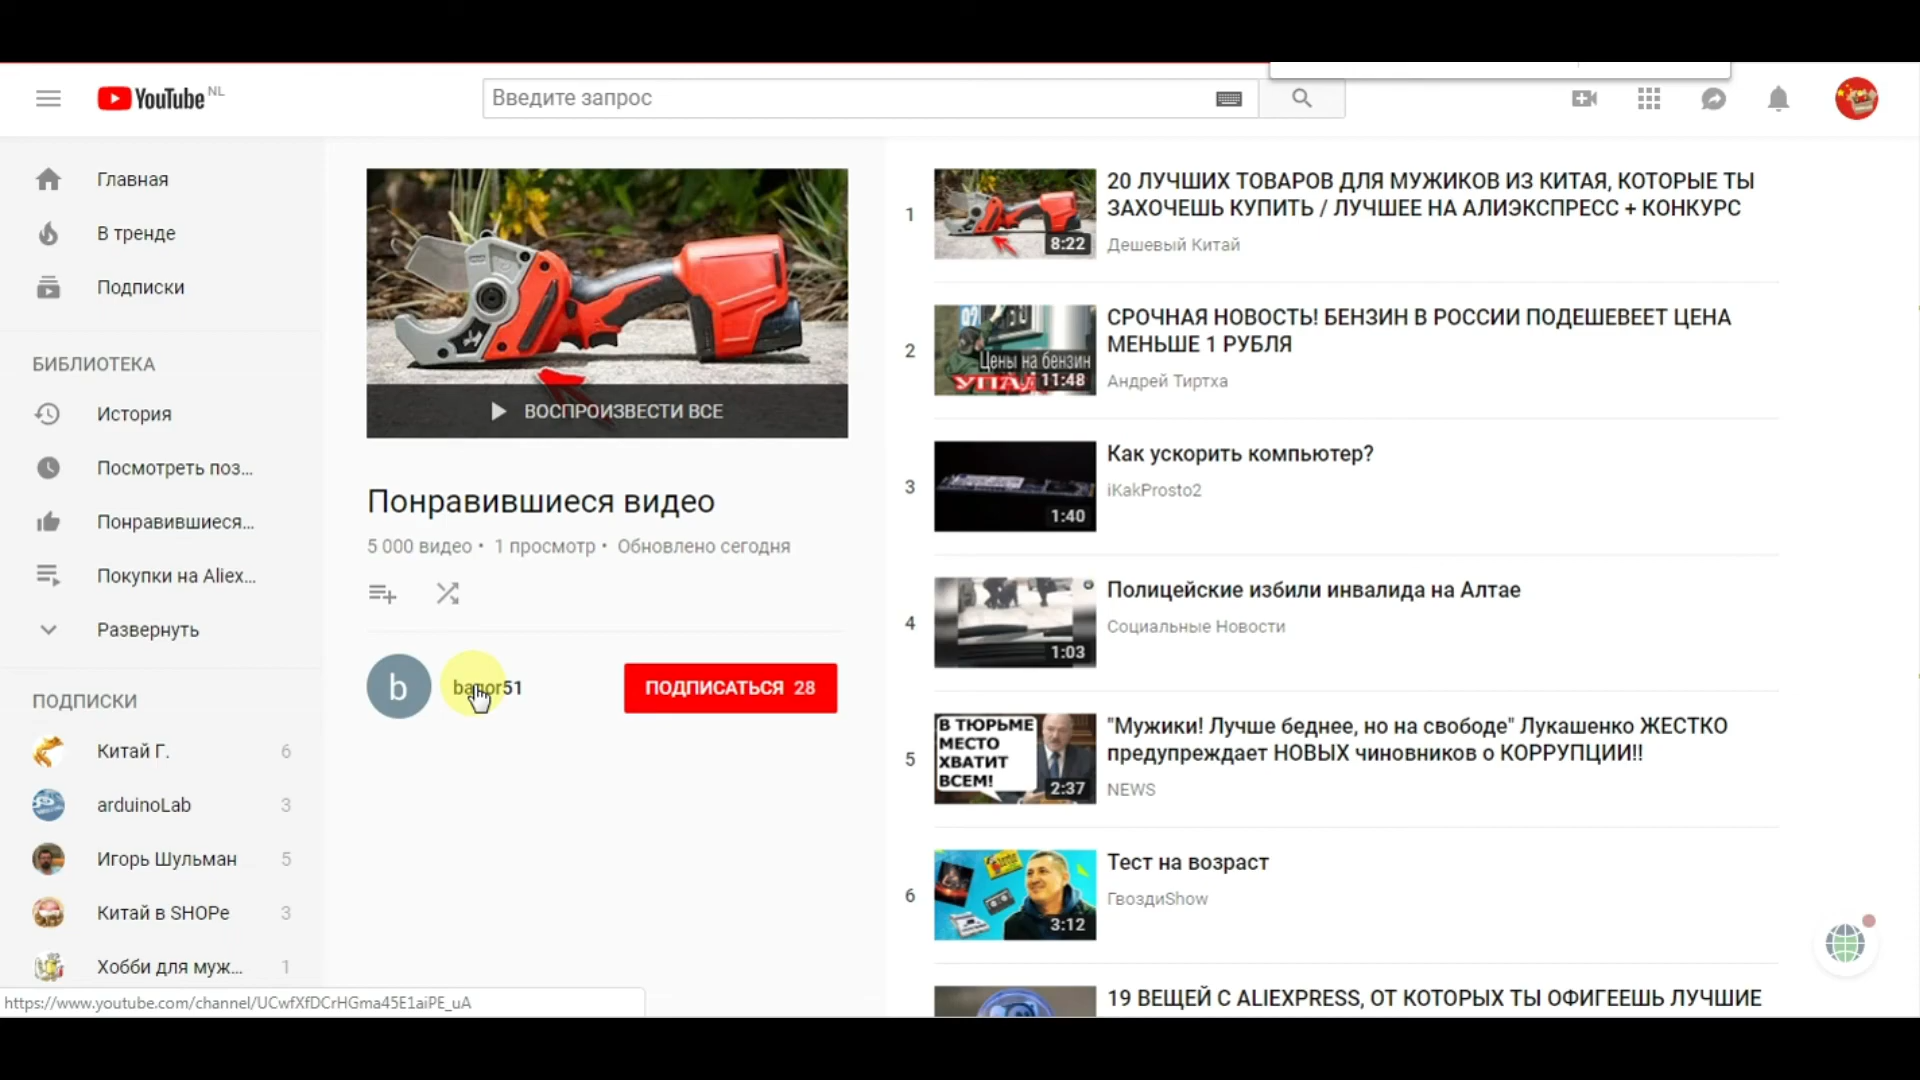 YouTube NL
Введите запрос
Главная
В тренде
Подписки
БИБЛИОТЕКА
История
Посмотреть поз...
Понравившиеся...
Покупки на Aliex...
Развернуть
ПОДПИСКИ
Китай Г. 6
arduinoLab 3
Игорь Шульман 5
Китай в SHOPe 3
Хобби для муж... 1
https://www.youtube.com/channel/UCwfXfDCrHGma45E1aiPE_uA
ВОСПРОИЗВЕСТИ ВСЕ
Понравившиеся видео
5 000 видео • 1 просмотр • Обновлено сегодня
b
ПОДПИСАТЬСЯ 28
1
8:22
20 ЛУЧШИХ ТОВАРОВ ДЛЯ МУЖИКОВ ИЗ КИТАЯ, КОТОРЫЕ ТЫ
ЗАХОЧЕШЬ КУПИТЬ / ЛУЧШЕЕ НА АЛИЭКСПРЕСС + КОНКУРС
Дешевый Китай
2
Цены на бензин
11:48
СРОЧНАЯ НОВОСТЬ! БЕНЗИН В РОССИИ ПОДЕШЕВЕЕТ ЦЕНА
МЕНЬШЕ 1 РУБЛЯ
Андрей Тиртха
3
1:40
Как ускорить компьютер?
iKakProsto2
4
1:03
Полицейские избили инвалида на Алтае
Социальные Новости
5
В ТЮРЬМЕ
МЕСТО
ХВАТИТ
ВСЕМ!
2:37
"Мужики! Лучше беднее, но на свободе" Лукашенко ЖЕСТКО
предупреждает НОВЫХ чиновников о КОРРУПЦИИ!!
NEWS
6
3:12
Тест на возраст
ГвоздиShow
19 ВЕЩЕЙ С ALIEXPRESS, ОТ КОТОРЫХ ТЫ ОФИГЕЕШЬ ЛУЧШИЕ